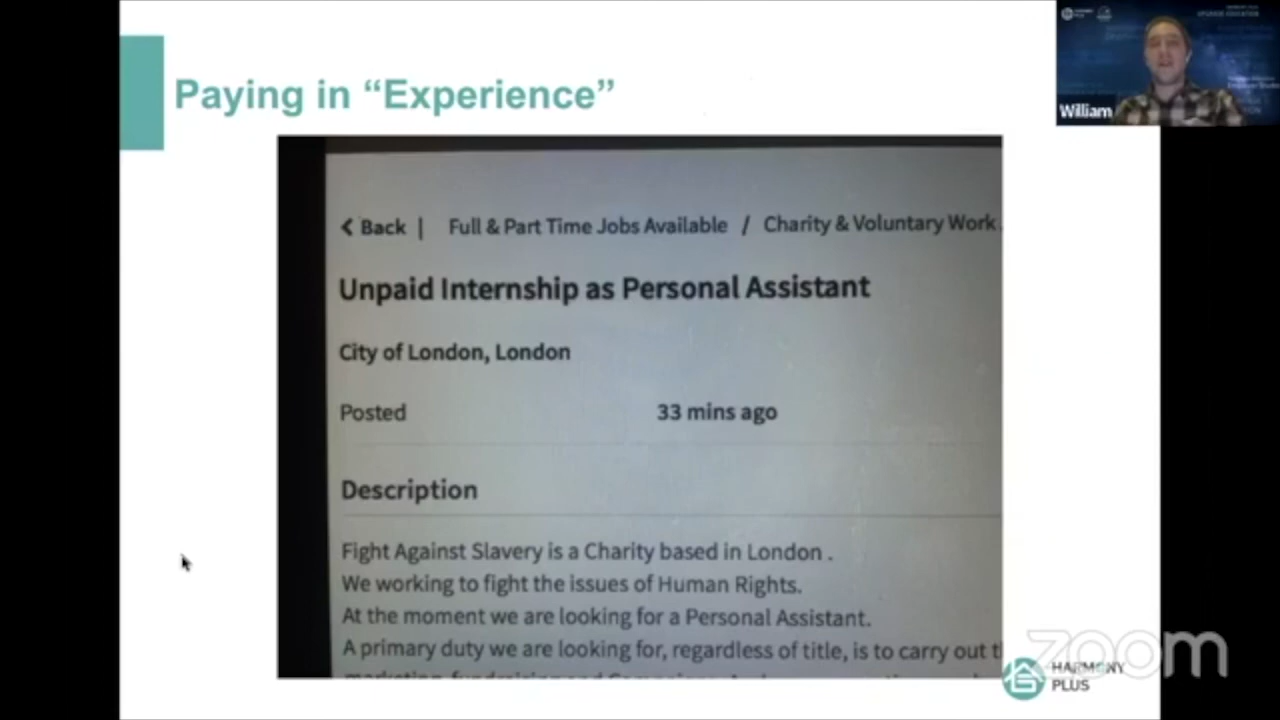 Paying in “Experience”
William
< Back | Full & Part Time Jobs Available / Charity & Voluntary Work
Unpaid Internship as Personal Assistant
City of London, London
Posted 33 mins ago
Description
Fight Against Slavery is a Charity based in London .
We working to fight the issues of Human Rights.
At the moment we are looking for a Personal Assistant.
A primary duty we are looking for, regardless of title, is to carry out
zoom
HARMONY
PLUS